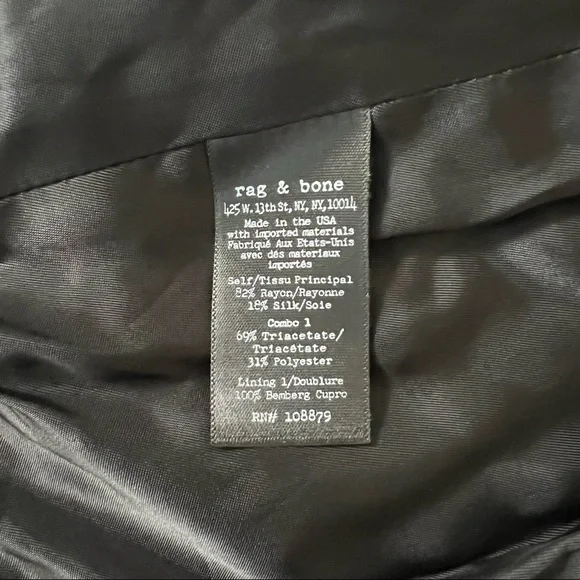 rag & bone
425 W. 13th St, NY, NY, 10014
Made in the USA
with imported materials
Fabriqué Aux Etats-Unis
avec dés materiaux
importés
Self/Tissu Principal
82% Rayon/Rayonne
18% Silk/Soie
Combo 1
69% Triacetate/
Triacétate
31% Polyester
Lining 1/Doublure
100% Bemberg Cupro
RN# 108879